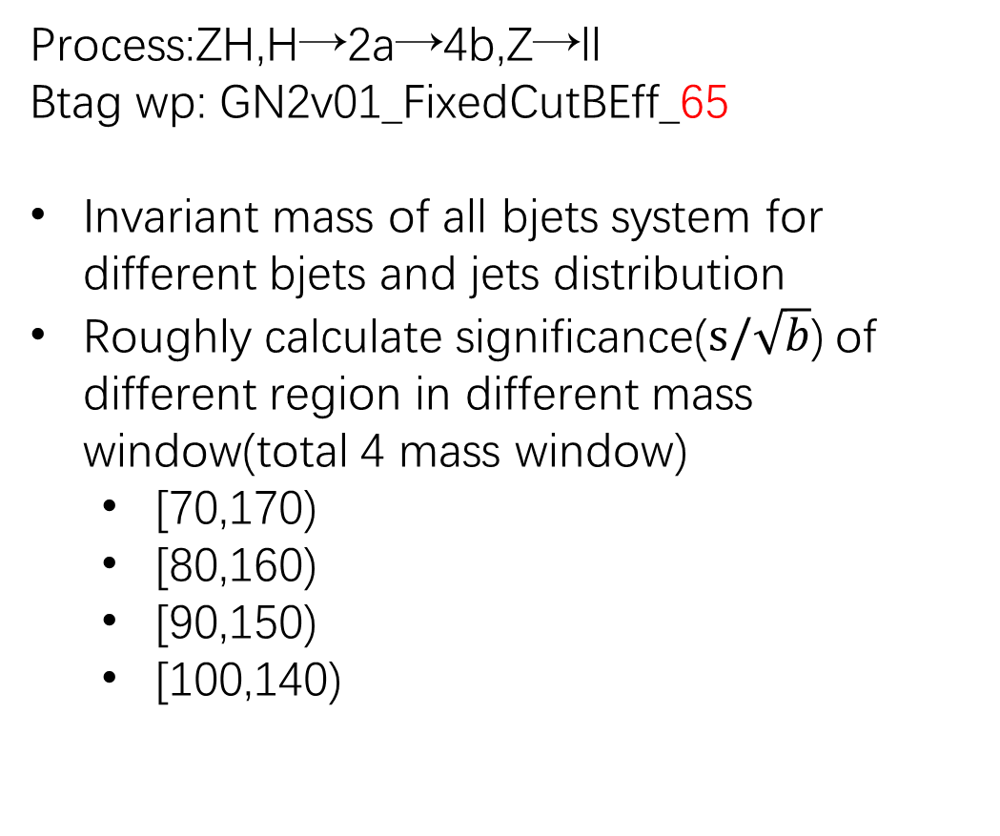 Process:ZH,H→2a→4b,Z→ll
Btag wp: GN2v01_FixedCutBEff_65
• Invariant mass of all bjets system for
different bjets and jets distribution
• Roughly calculate significance(s/√b) of
different region in different mass
window(total 4 mass window)
• [70,170)
• [80,160)
• [90,150)
• [100,140)